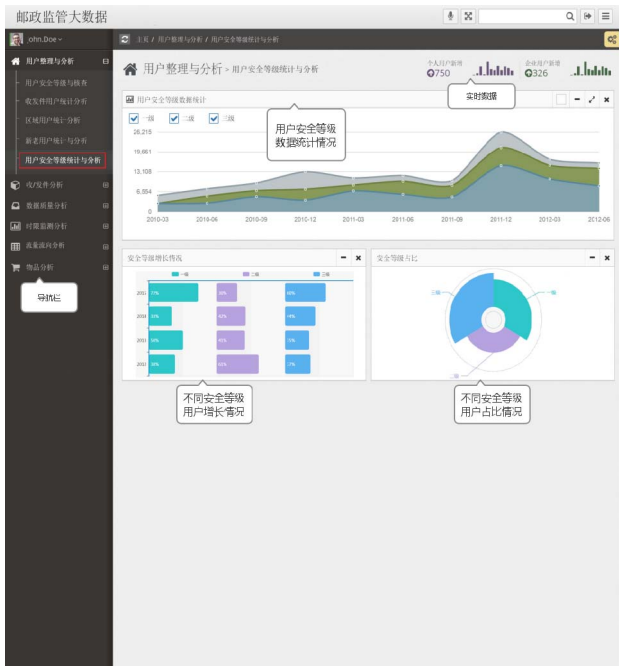 邮政监管大数据
john.Doe
主页 / 用户整理与分析 / 用户安全等级统计与分析
用户整理与分析
用户安全等级与核查
收发件用户统计分析
区域用户统计分析
新老用户统计与分析
用户安全等级统计与分析
收/发件分析
数据质量分析
时限监测分析
流量流向分析
物品分析
导航栏
用户整理与分析 > 用户安全等级统计与分析
个人用户新增
750
企业用户新增
326
实时数据
用户安全等级数据统计
一级 二级 三级
用户安全等级
数据统计情况
26,215
19,661
13,108
6,554
0
2010-03 2010-06 2010-09 2010-12 2011-03 2011-06 2011-09 2011-12 2012-03 2012-06
安全等级增长情况
一级 二级 三级
不同安全等级
用户增长情况
安全等级占比
三级 一级
二级
不同安全等级
用户占比情况